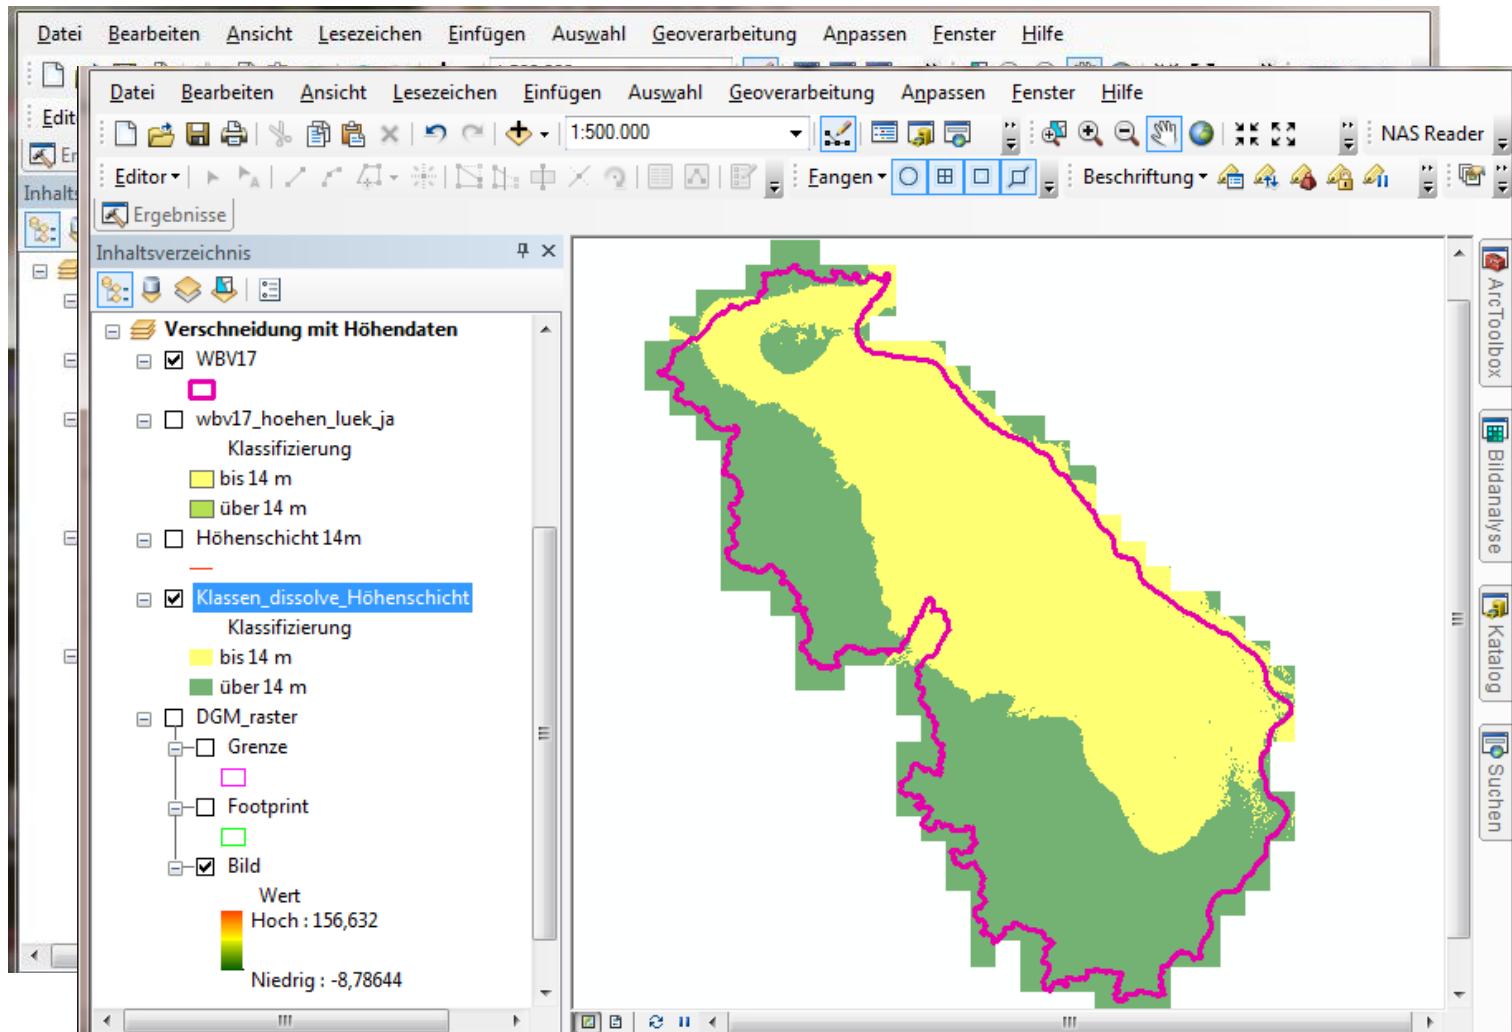 Datei Bearbeiten Ansicht Lesezeichen Einfügen Auswahl Geoverarbeitung Anpassen Fenster Hilfe
Datei Bearbeiten Ansicht Lesezeichen Einfügen Auswahl Geoverarbeitung Anpassen Fenster Hilfe
1:500.000 NAS Reader
Editor Fangen Beschriftung
Ergebnisse
Inhaltsverzeichnis
Verschneidung mit Höhendaten
WBV17
wbv17_hoehen_luek_ja
Klassifizierung
bis 14 m
über 14 m
Höhenschicht 14m
Klassen_dissolve_Höhenschicht
Klassifizierung
bis 14 m
über 14 m
DGM_raster
Grenze
Footprint
Bild
Wert
Hoch : 156,632
Niedrig : -8,78644
ArcToolbox
Bildanalyse
Katalog
Suchen